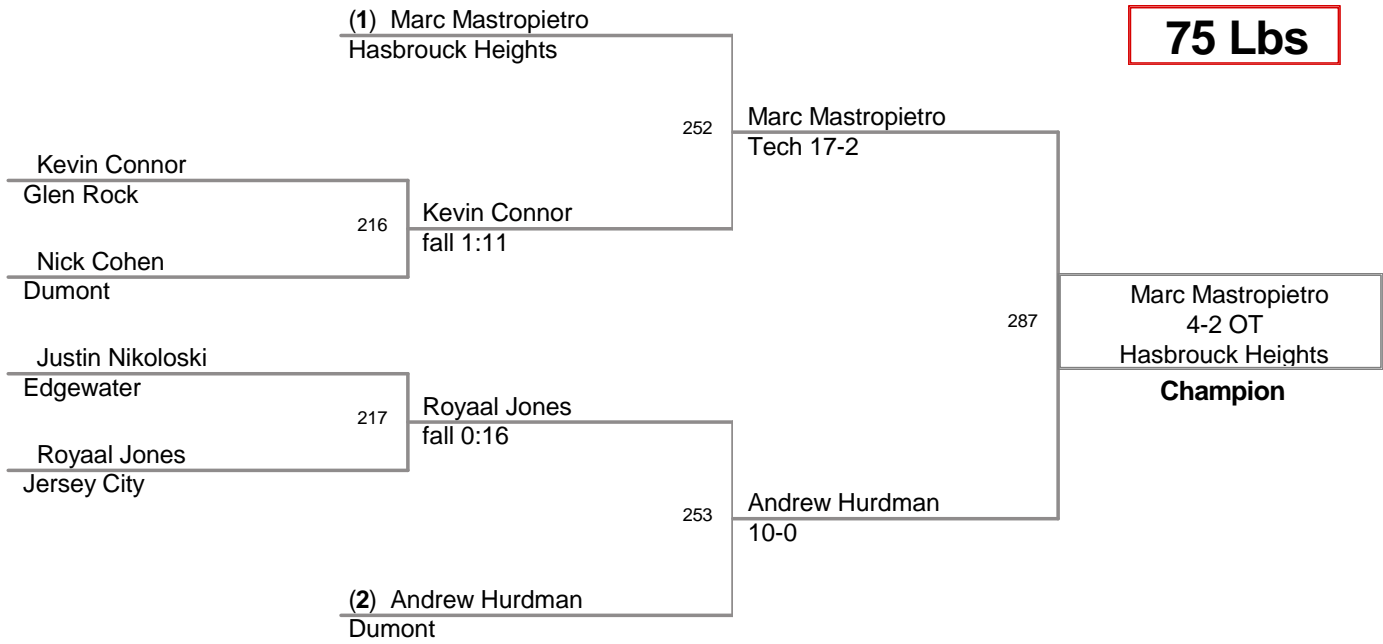 (1) Marc Mastropietro
Hasbrouck Heights
75 Lbs
252
Marc Mastropietro
Tech 17-2
Kevin Connor
Glen Rock
216
Kevin Connor
fall 1:11
Nick Cohen
Dumont
287
Marc Mastropietro
4-2 OT
Hasbrouck Heights
Champion
Justin Nikoloski
Edgewater
217
Royaal Jones
fall 0:16
Royaal Jones
Jersey City
253
Andrew Hurdman
10-0
(2) Andrew Hurdman
Dumont